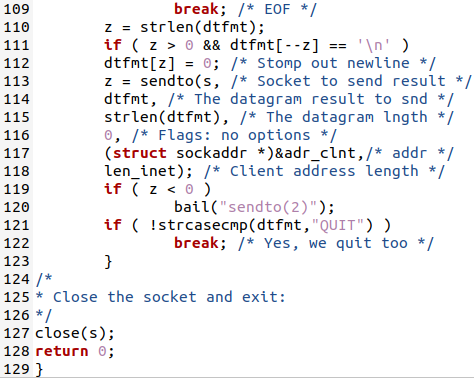 109 break; /* EOF */
110 z = strlen(dtfmt);
111 if ( z > 0 && dtfmt[--z] == '\n' )
112 dtfmt[z] = 0; /* Stomp out newline */
113 z = sendto(s, /* Socket to send result */
114 dtfmt, /* The datagram result to snd */
115 strlen(dtfmt), /* The datagram lngth */
116 0, /* Flags: no options */
117 (struct sockaddr *)&adr_clnt,/* addr */
118 len_inet); /* Client address length */
119 if ( z < 0 )
120 bail("sendto(2)");
121 if ( !strcasecmp(dtfmt,"QUIT") )
122 break; /* Yes, we quit too */
123 }
124 /*
125 * Close the socket and exit:
126 */
127 close(s);
128 return 0;
129 }